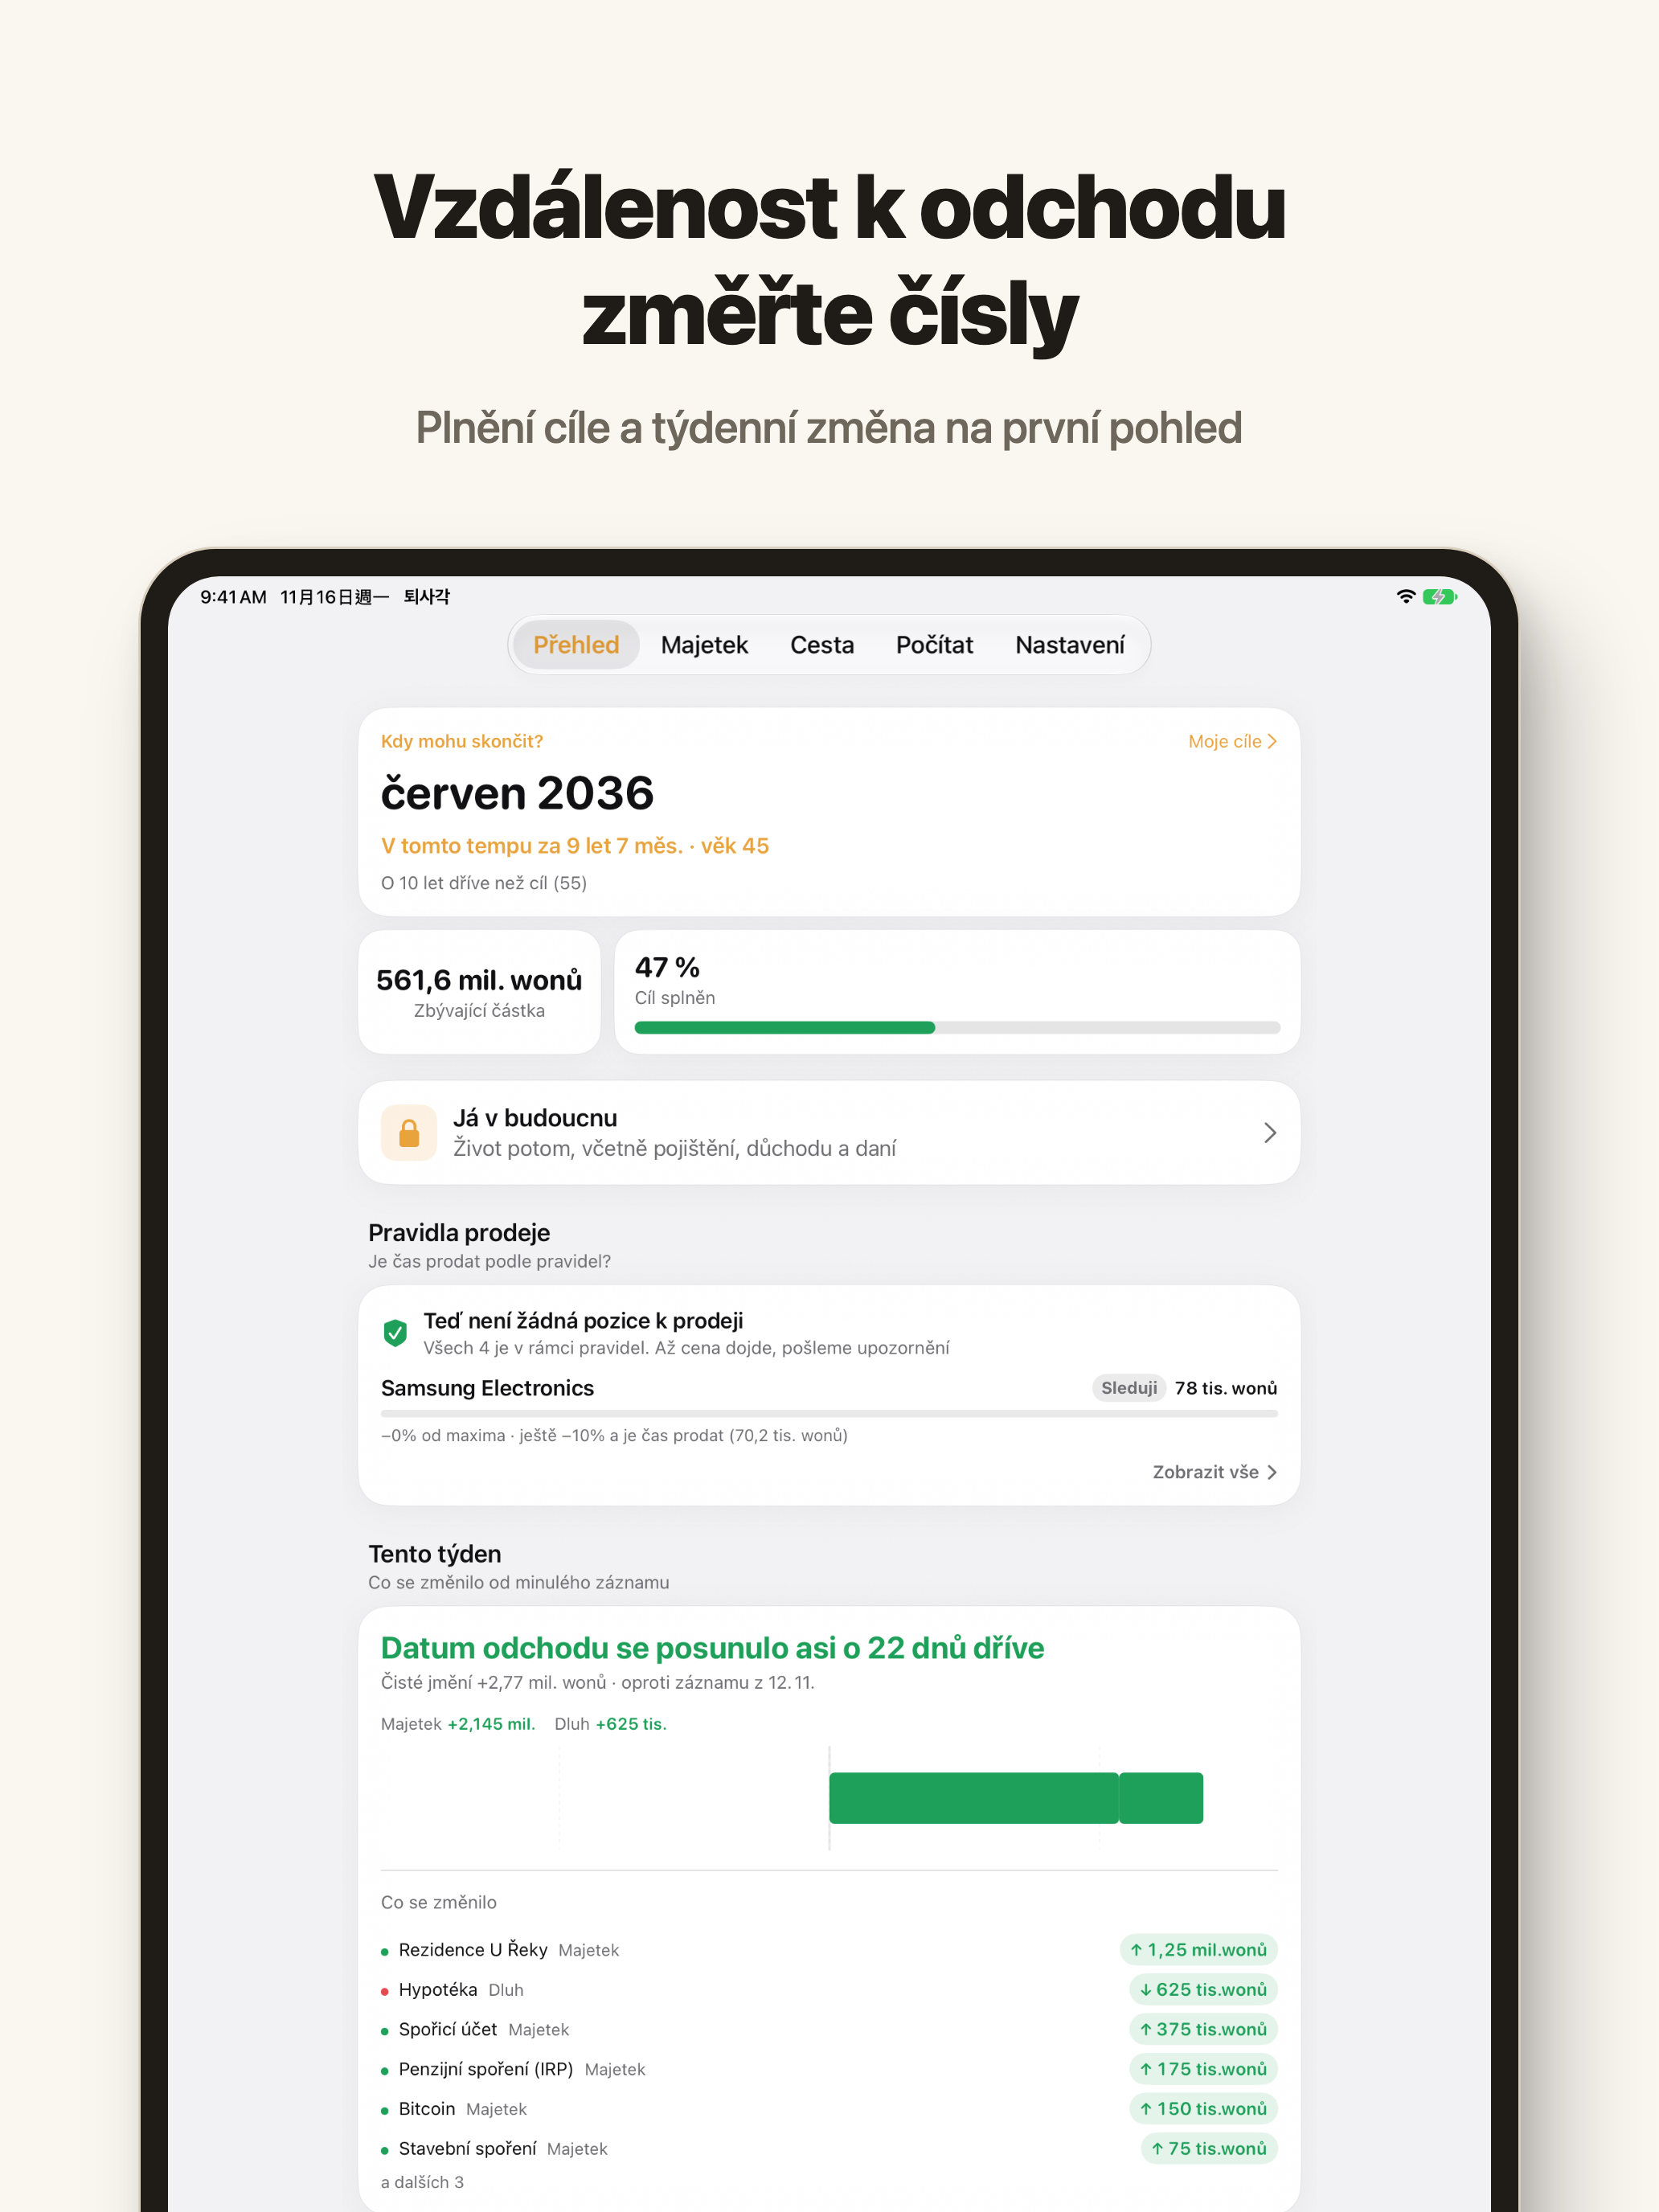 Vzdálenost k odchodu
změřte čísly
Plnění cíle a týdenní změna na první pohled
9:41 AM 11月16日週一 퇴사각
Přehled Majetek Cesta Počítat Nastavení
Kdy mohu skončit? Moje cíle
červen 2036
V tomto tempu za 9 let 7 měs. · věk 45
O 10 let dříve než cíl (55)
561,6 mil. wonů
Zbývající částka
47 %
Cíl splněn
Já v budoucnu
Život potom, včetně pojištění, důchodu a daní
Pravidla prodeje
Je čas prodat podle pravidel?
Teď není žádná pozice k prodeji
Všech 4 je v rámci pravidel. Až cena dojde, pošleme upozornění
Samsung Electronics Sleduji 78 tis. wonů
−0% od maxima · ještě −10% a je čas prodat (70,2 tis. wonů)
Zobrazit vše
Tento týden
Co se změnilo od minulého záznamu
Datum odchodu se posunulo asi o 22 dnů dříve
Čisté jmění +2,77 mil. wonů · oproti záznamu z 12. 11.
Majetek +2,145 mil. Dluh +625 tis.
Co se změnilo
Rezidence U Řeky Majetek ↑ 1,25 mil.wonů
Hypotéka Dluh ↓ 625 tis.wonů
Spořicí účet Majetek ↑ 375 tis.wonů
Penzijní spoření (IRP) Majetek ↑ 175 tis.wonů
Bitcoin Majetek ↑ 150 tis.wonů
Stavební spoření Majetek ↑ 75 tis.wonů
a dalších 3